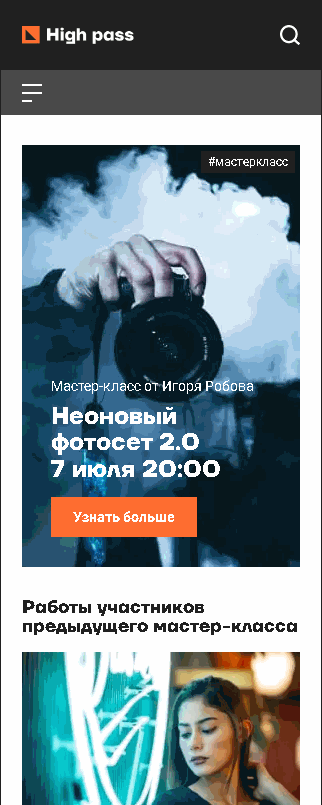 High pass
#мастеркласс
Мастер-класс от Игоря Робова
Неоновый
фотосет 2.0
7 июля 20:00
Узнать больше
Работы участников
предыдущего мастер-класса